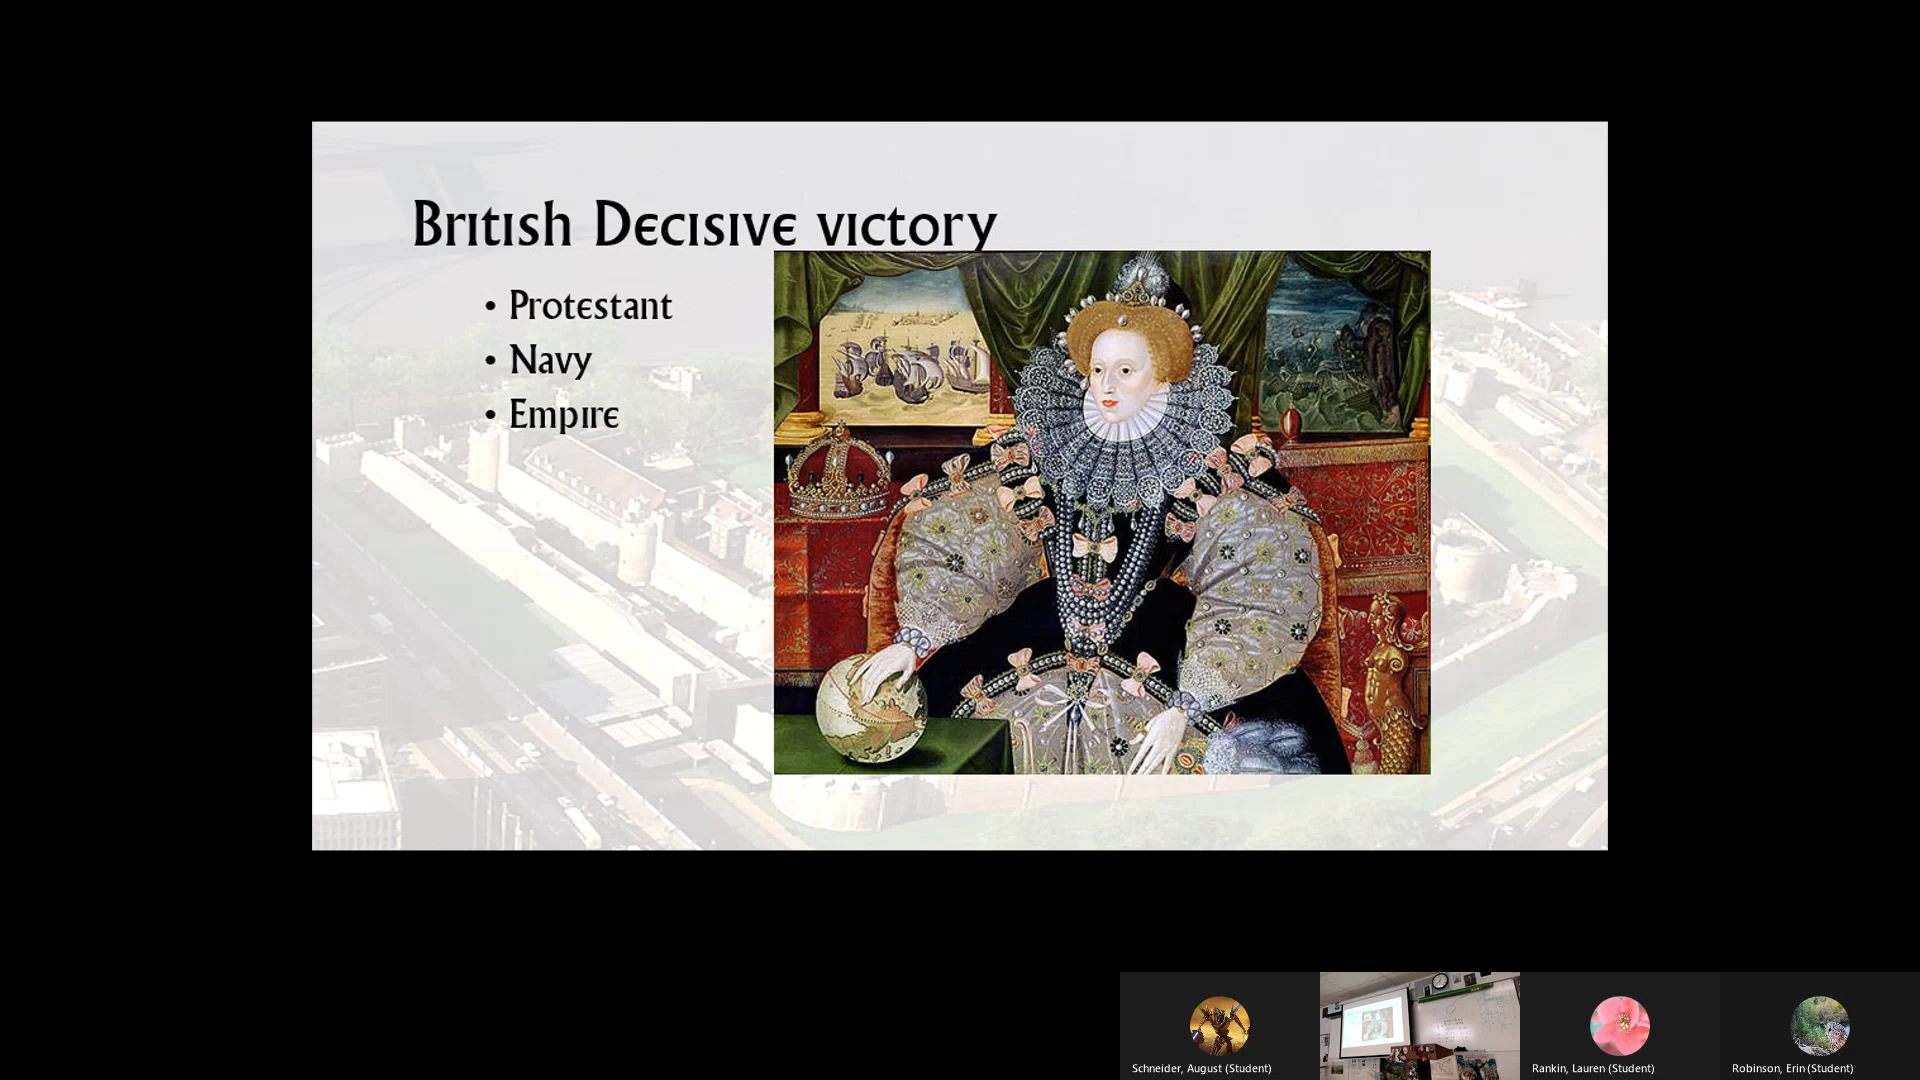 British Decisive victory
• Protestant
• Navy
• Empire
Schneider, August (Student)
Rankin, Lauren (Student)
Robinson, Erin (Student)